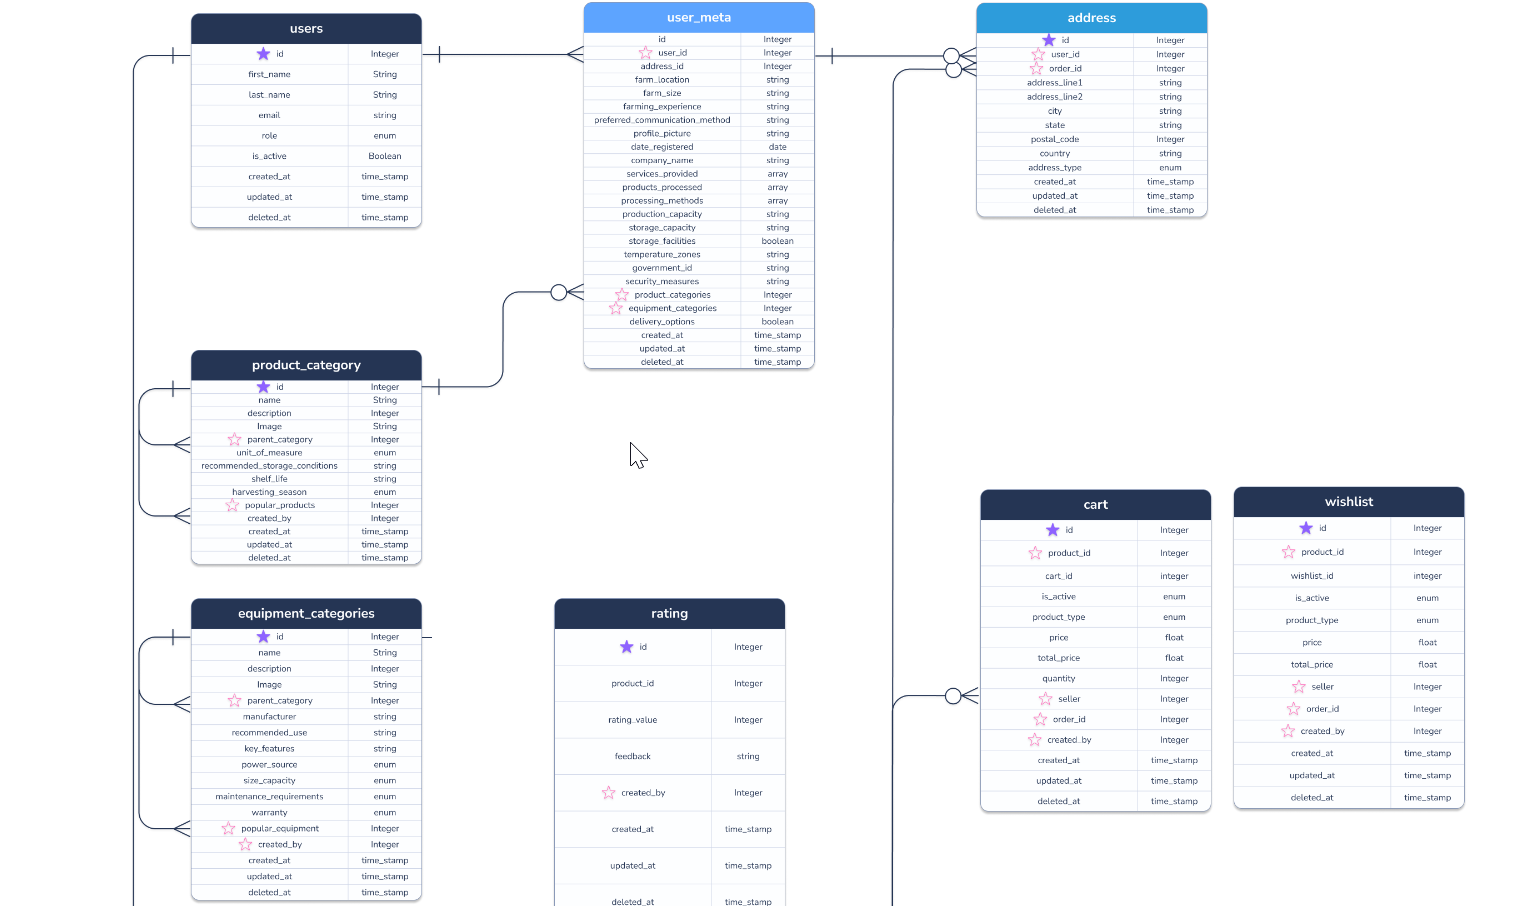 users
id Integer
first_name String
last_name String
email string
role enum
is_active Boolean
created_at time_stamp
updated_at time_stamp
deleted_at time_stamp
user_meta
id Integer
user_id Integer
address_id Integer
farm_location string
farm_size string
farming_experience string
preferred_communication_method string
profile_picture string
date_registered date
company_name string
services_provided array
products_processed array
processing_methods array
production_capacity string
storage_capacity string
storage_facilities boolean
temperature_zones string
government_id string
security_measures string
product_categories Integer
equipment_categories Integer
delivery_options boolean
created_at time_stamp
updated_at time_stamp
deleted_at time_stamp
address
id Integer
user_id Integer
order_id Integer
address_line1 string
address_line2 string
city string
state string
postal_code Integer
country string
address_type enum
created_at time_stamp
updated_at time_stamp
deleted_at time_stamp
product_category
id Integer
name String
description Integer
Image String
parent_category Integer
unit_of_measure enum
recommended_storage_conditions string
shelf_life string
harvesting_season enum
popular_products Integer
created_by Integer
created_at time_stamp
updated_at time_stamp
deleted_at time_stamp
equipment_categories
id Integer
name String
description Integer
Image String
parent_category Integer
manufacturer string
recommended_use string
key_features string
power_source enum
size_capacity enum
maintenance_requirements enum
warranty enum
popular_equipment Integer
created_by Integer
created_at time_stamp
updated_at time_stamp
deleted_at time_stamp
rating
id Integer
product_id Integer
rating_value Integer
feedback string
created_by Integer
created_at time_stamp
updated_at time_stamp
deleted_at time_stamp
cart
id Integer
product_id Integer
cart_id integer
is_active enum
product_type enum
price float
total_price float
quantity Integer
seller Integer
order_id Integer
created_by Integer
created_at time_stamp
updated_at time_stamp
deleted_at time_stamp
wishlist
id Integer
product_id Integer
wishlist_id integer
is_active enum
product_type enum
price float
total_price float
seller Integer
order_id Integer
created_by Integer
created_at time_stamp
updated_at time_stamp
deleted_at time_stamp